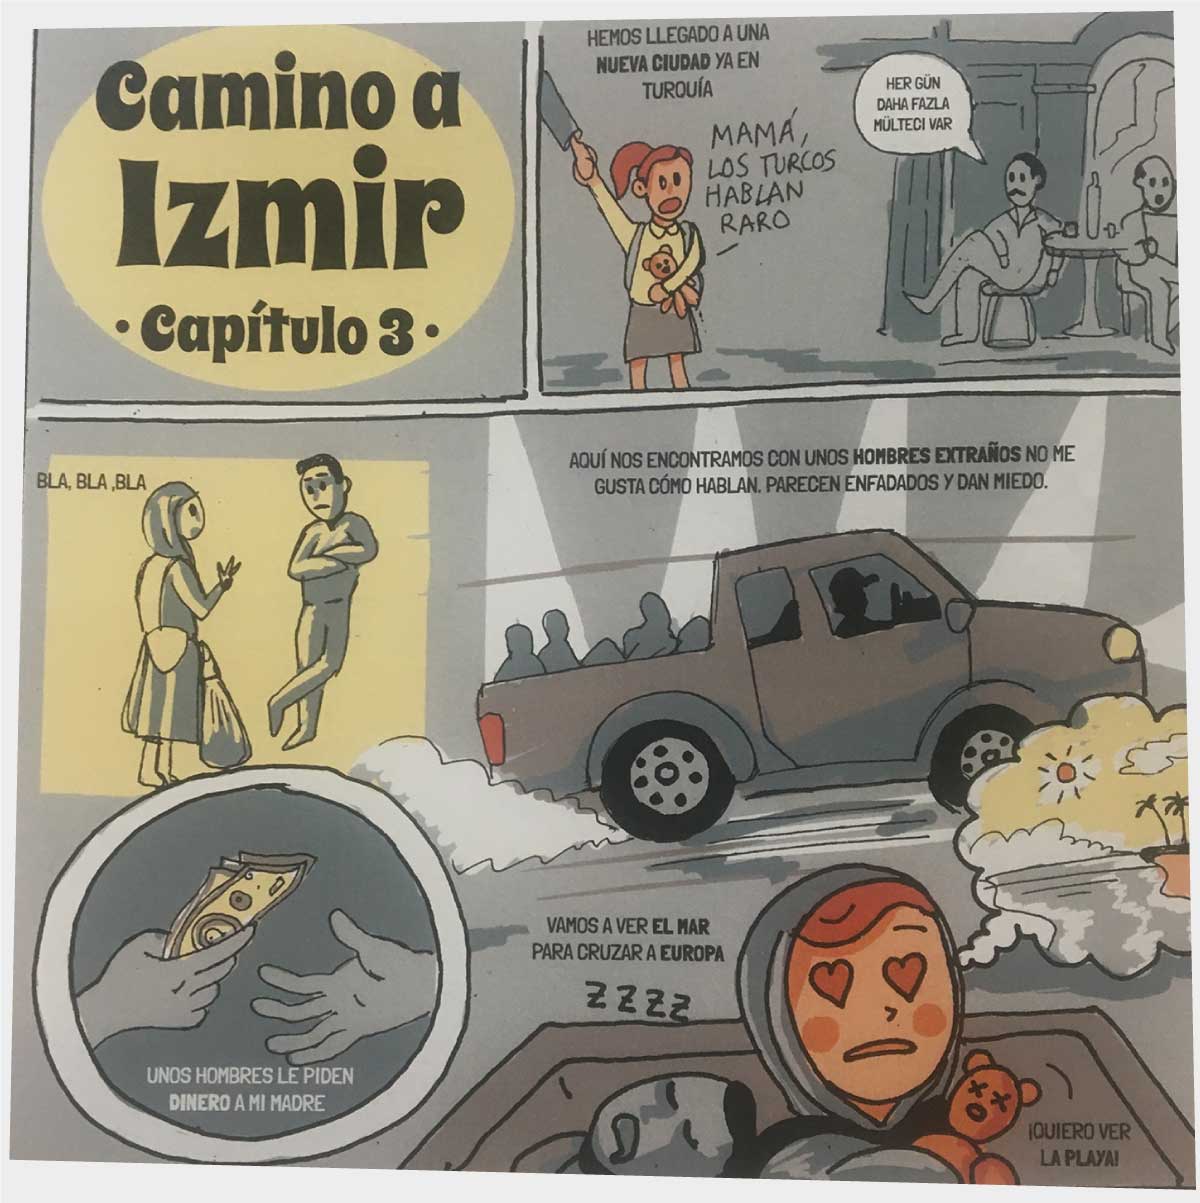 Camino a
Izmir
· Capítulo 3 ·
HEMOS LLEGADO A UNA
NUEVA CIUDAD YA EN
TURQUÍA
MAMÁ,
LOS TURCOS
HABLAN
RARO
HER GÜN
DAHA FAZLA
MÜLTECI VAR
BLA, BLA ,BLA
AQUÍ NOS ENCONTRAMOS CON UNOS HOMBRES EXTRAÑOS NO ME
GUSTA CÓMO HABLAN. PARECEN ENFADADOS Y DAN MIEDO.
UNOS HOMBRES LE PIDEN
DINERO A MI MADRE
VAMOS A VER EL MAR
PARA CRUZAR A EUROPA
ZZZZ
¡QUIERO VER
LA PLAYA!